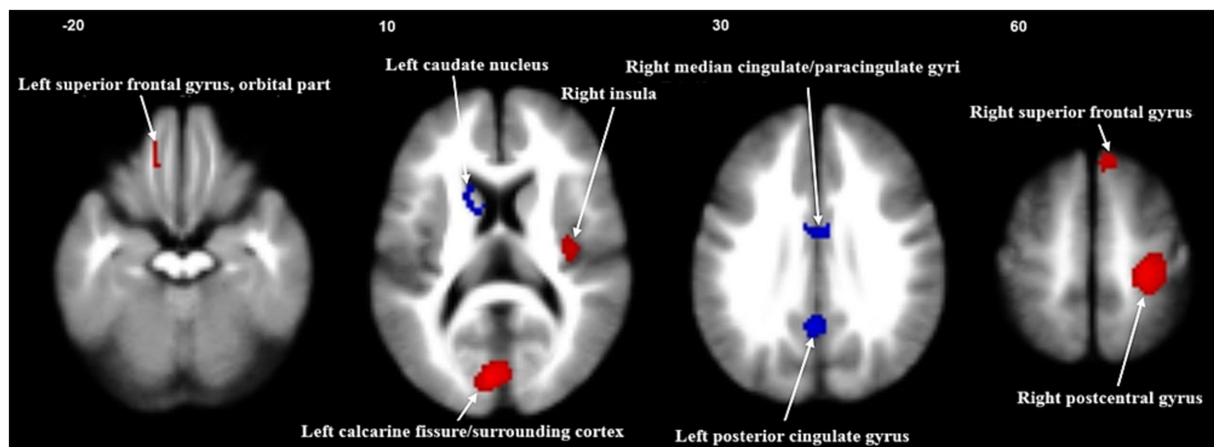 -20
10
30
60
Left superior frontal gyrus, orbital part
Left caudate nucleus
Right insula
Right median cingulate/paracingulate gyri
Right superior frontal gyrus
Left calcarine fissure/surrounding cortex
Left posterior cingulate gyrus
Right postcentral gyrus